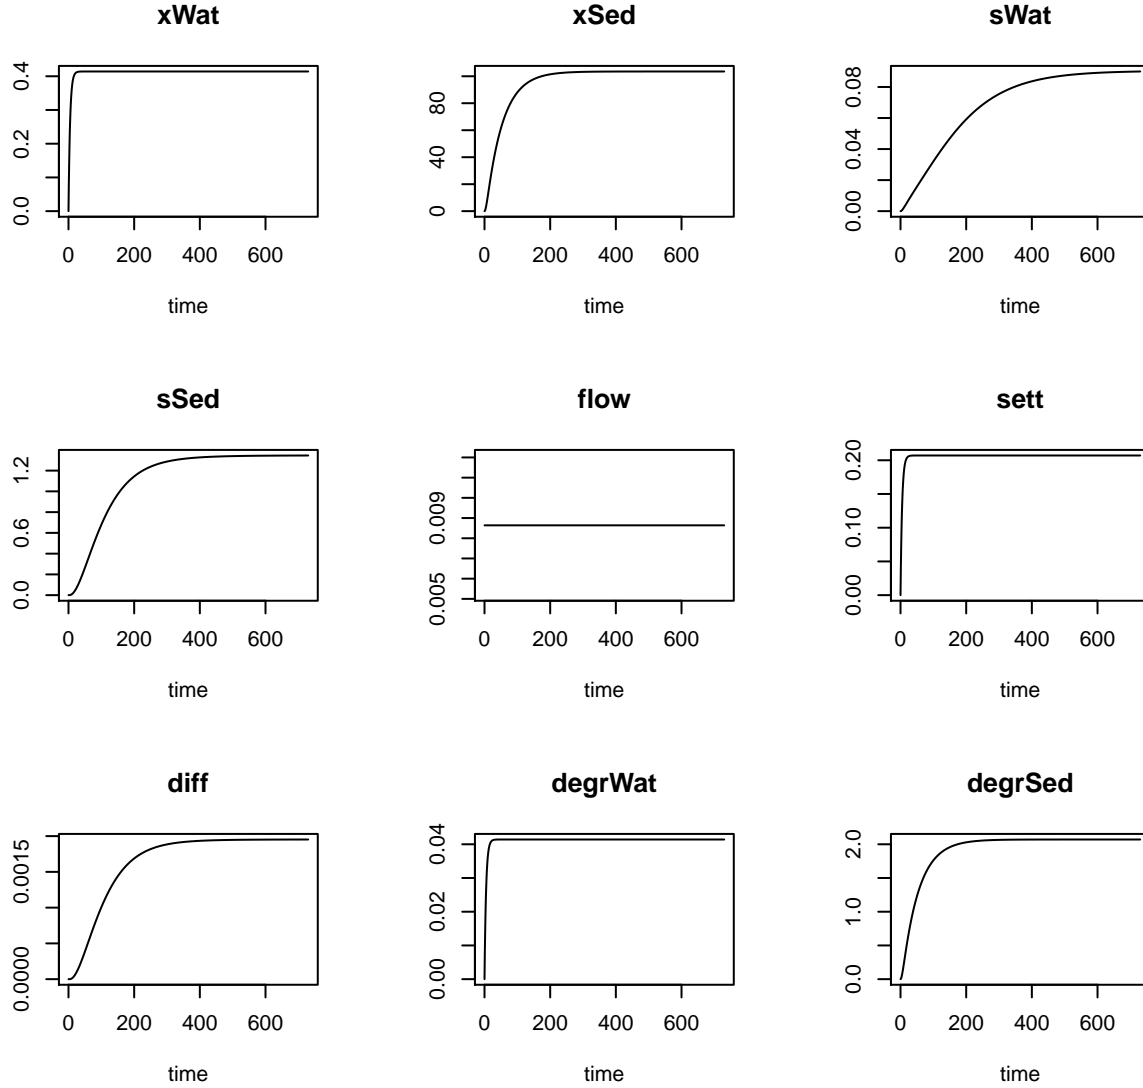 xWat xSed sWat
0.0 0.2 0.4
0 40 80
0.00 0.04 0.08
0 200 400 600 0 200 400 600 0 200 400 600
time time time
sSed flow sett
0.0 0.6 1.2
0.005 0.009
0.00 0.10 0.20
0 200 400 600 0 200 400 600 0 200 400 600
time time time
diff degrWat degrSed
0.0000 0.0015
0.00 0.02 0.04
0.0 1.0 2.0
0 200 400 600 0 200 400 600 0 200 400 600
time time time